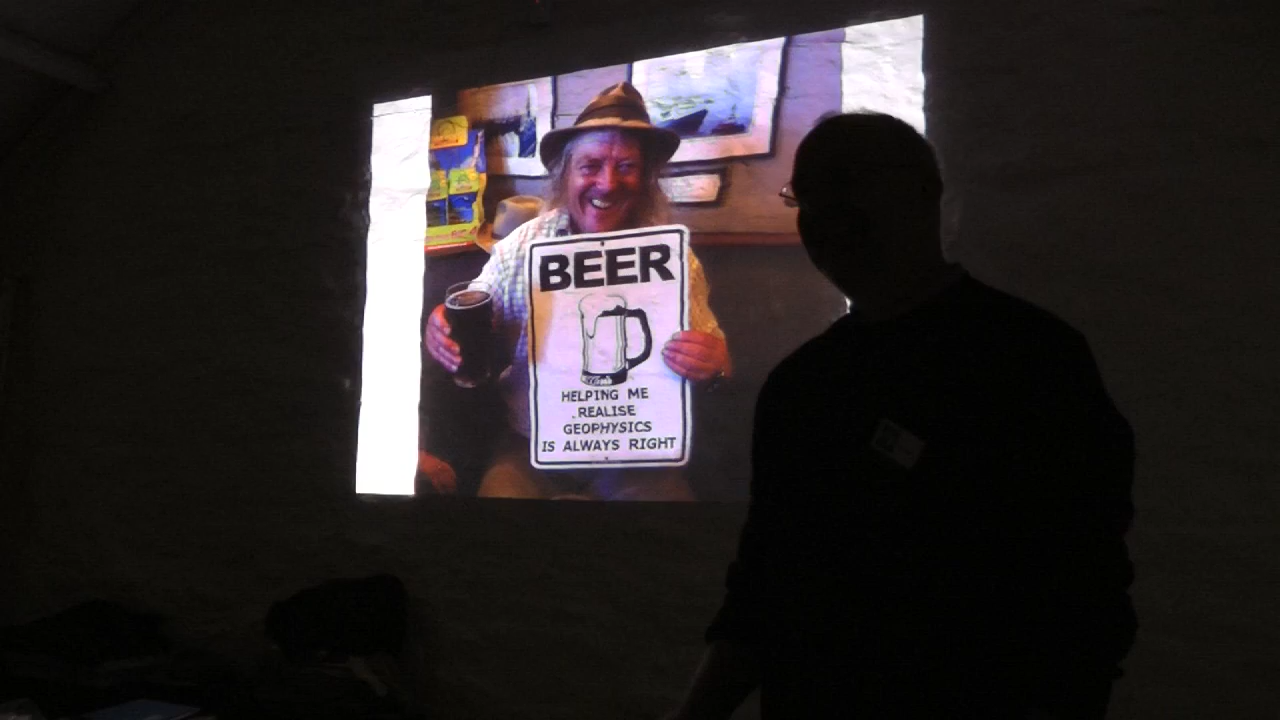 BEER
HELPING ME
REALISE
GEOPHYSICS
IS ALWAYS RIGHT